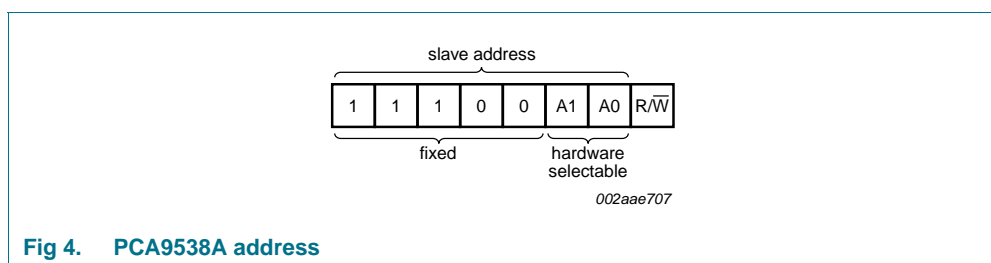 slave address
1 1 1 0 0 A1 A0 R/W̅
fixed
hardware
selectable
002aae707
Fig 4. PCA9538A address